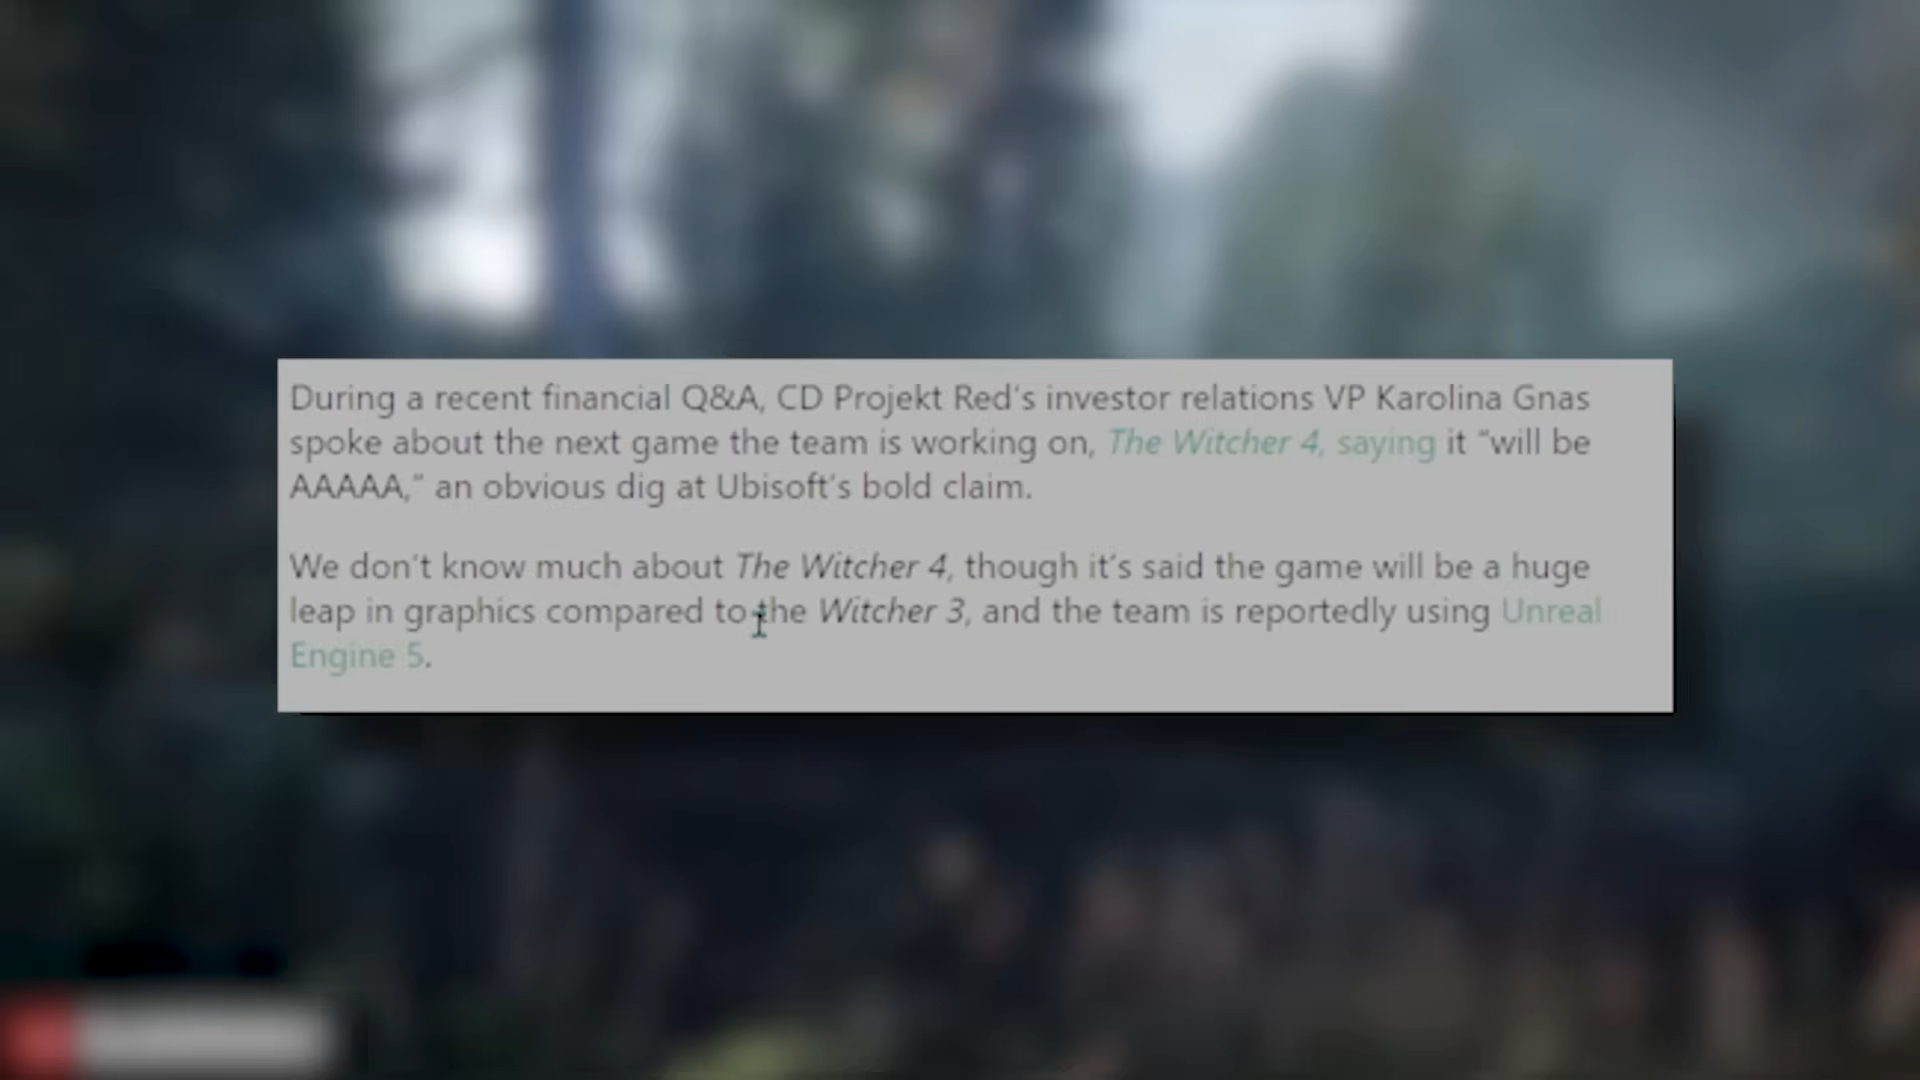 During a recent financial Q&A, CD Projekt Red's investor relations VP Karolina Gnas
spoke about the next game the team is working on, The Witcher 4, saying it "will be
AAAAA," an obvious dig at Ubisoft's bold claim.
We don't know much about The Witcher 4, though it's said the game will be a huge
leap in graphics compared to the Witcher 3, and the team is reportedly using Unreal
Engine 5.